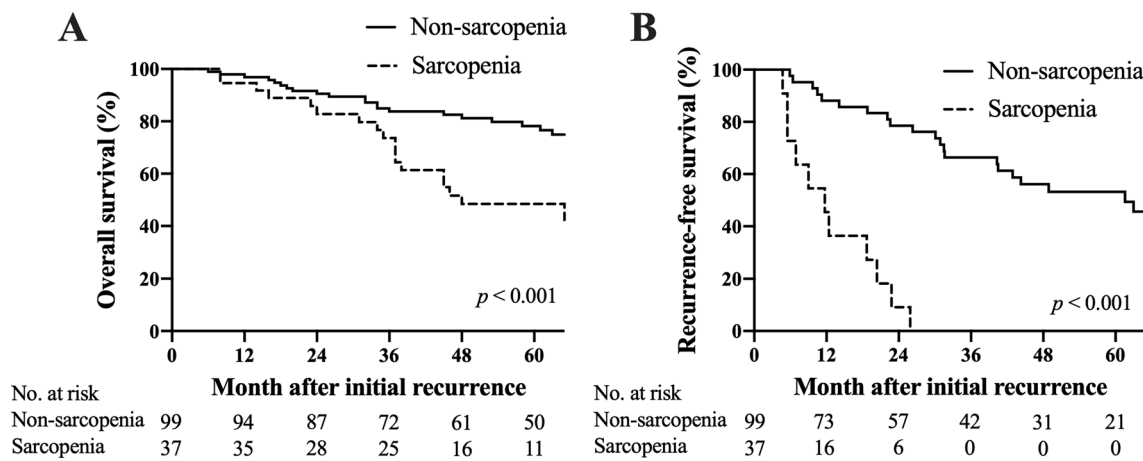 A
Non-sarcopenia
Sarcopenia
Overall survival (%)
100
80
60
40
20
0
p < 0.001
0 12 24 36 48 60
Month after initial recurrence
No. at risk
Non-sarcopenia 99 94 87 72 61 50
Sarcopenia 37 35 28 25 16 11
B
Non-sarcopenia
Sarcopenia
Recurrence-free survival (%)
100
80
60
40
20
0
p < 0.001
0 12 24 36 48 60
Month after initial recurrence
No. at risk
Non-sarcopenia 99 73 57 42 31 21
Sarcopenia 37 16 6 0 0 0